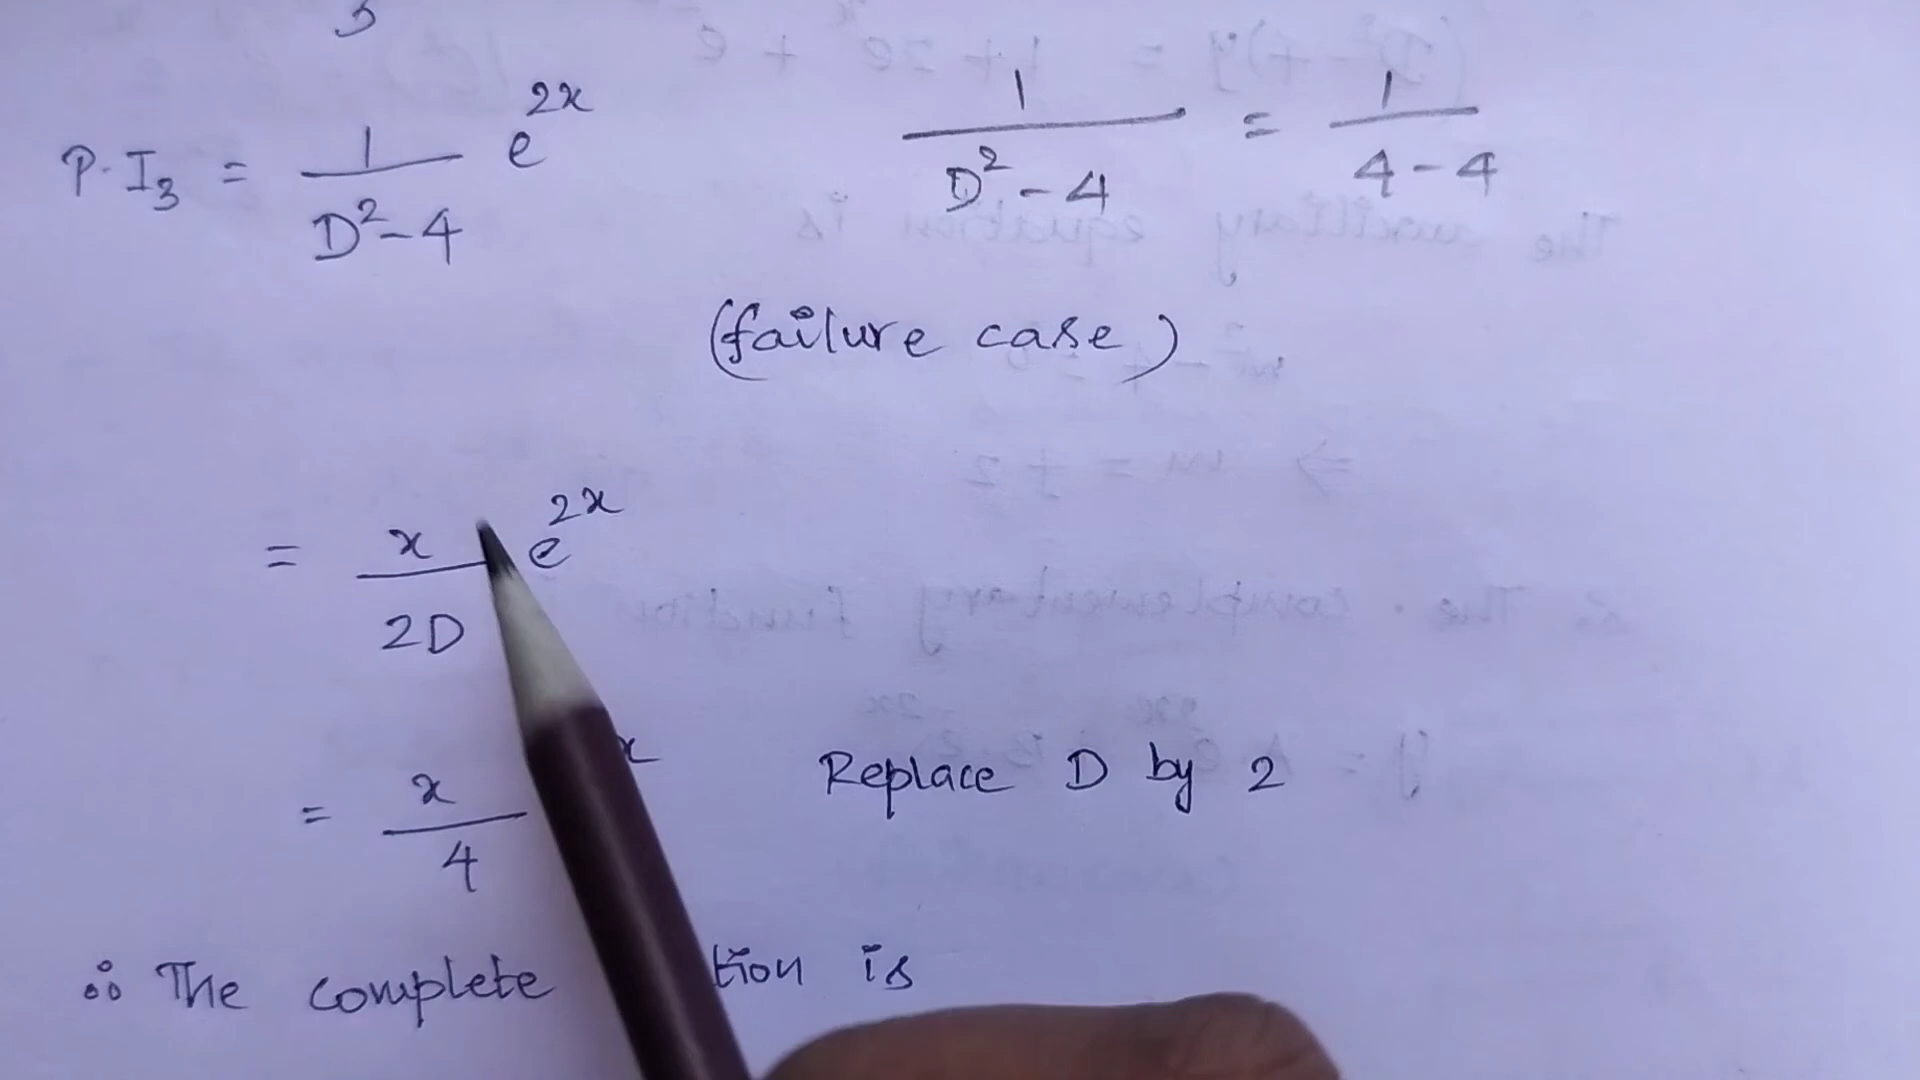 P.I₃ = 1/(D² - 4) e^(2x)    1/(D² - 4) = 1/(4 - 4)
(failure case)
= x/(2D) e^(2x)
= x/4    x    Replace D by 2
∴ The complete    tion is